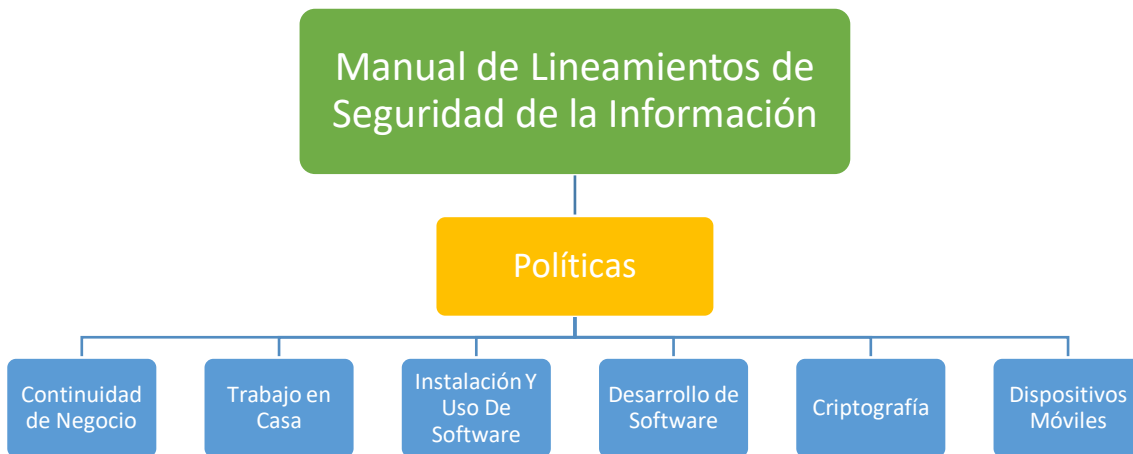 Manual de Lineamientos de
Seguridad de la Información
Políticas
Continuidad
de Negocio
Trabajo en
Casa
Instalación Y
Uso De
Software
Desarrollo de
Software
Criptografía
Dispositivos
Móviles